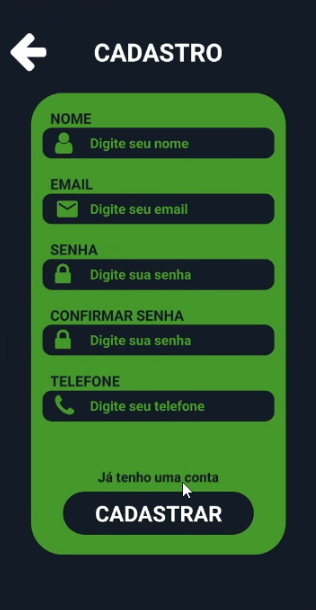 CADASTRO
NOME
Digite seu nome
EMAIL
Digite seu email
SENHA
Digite sua senha
CONFIRMAR SENHA
Digite sua senha
TELEFONE
Digite seu telefone
Já tenho uma conta
CADASTRAR